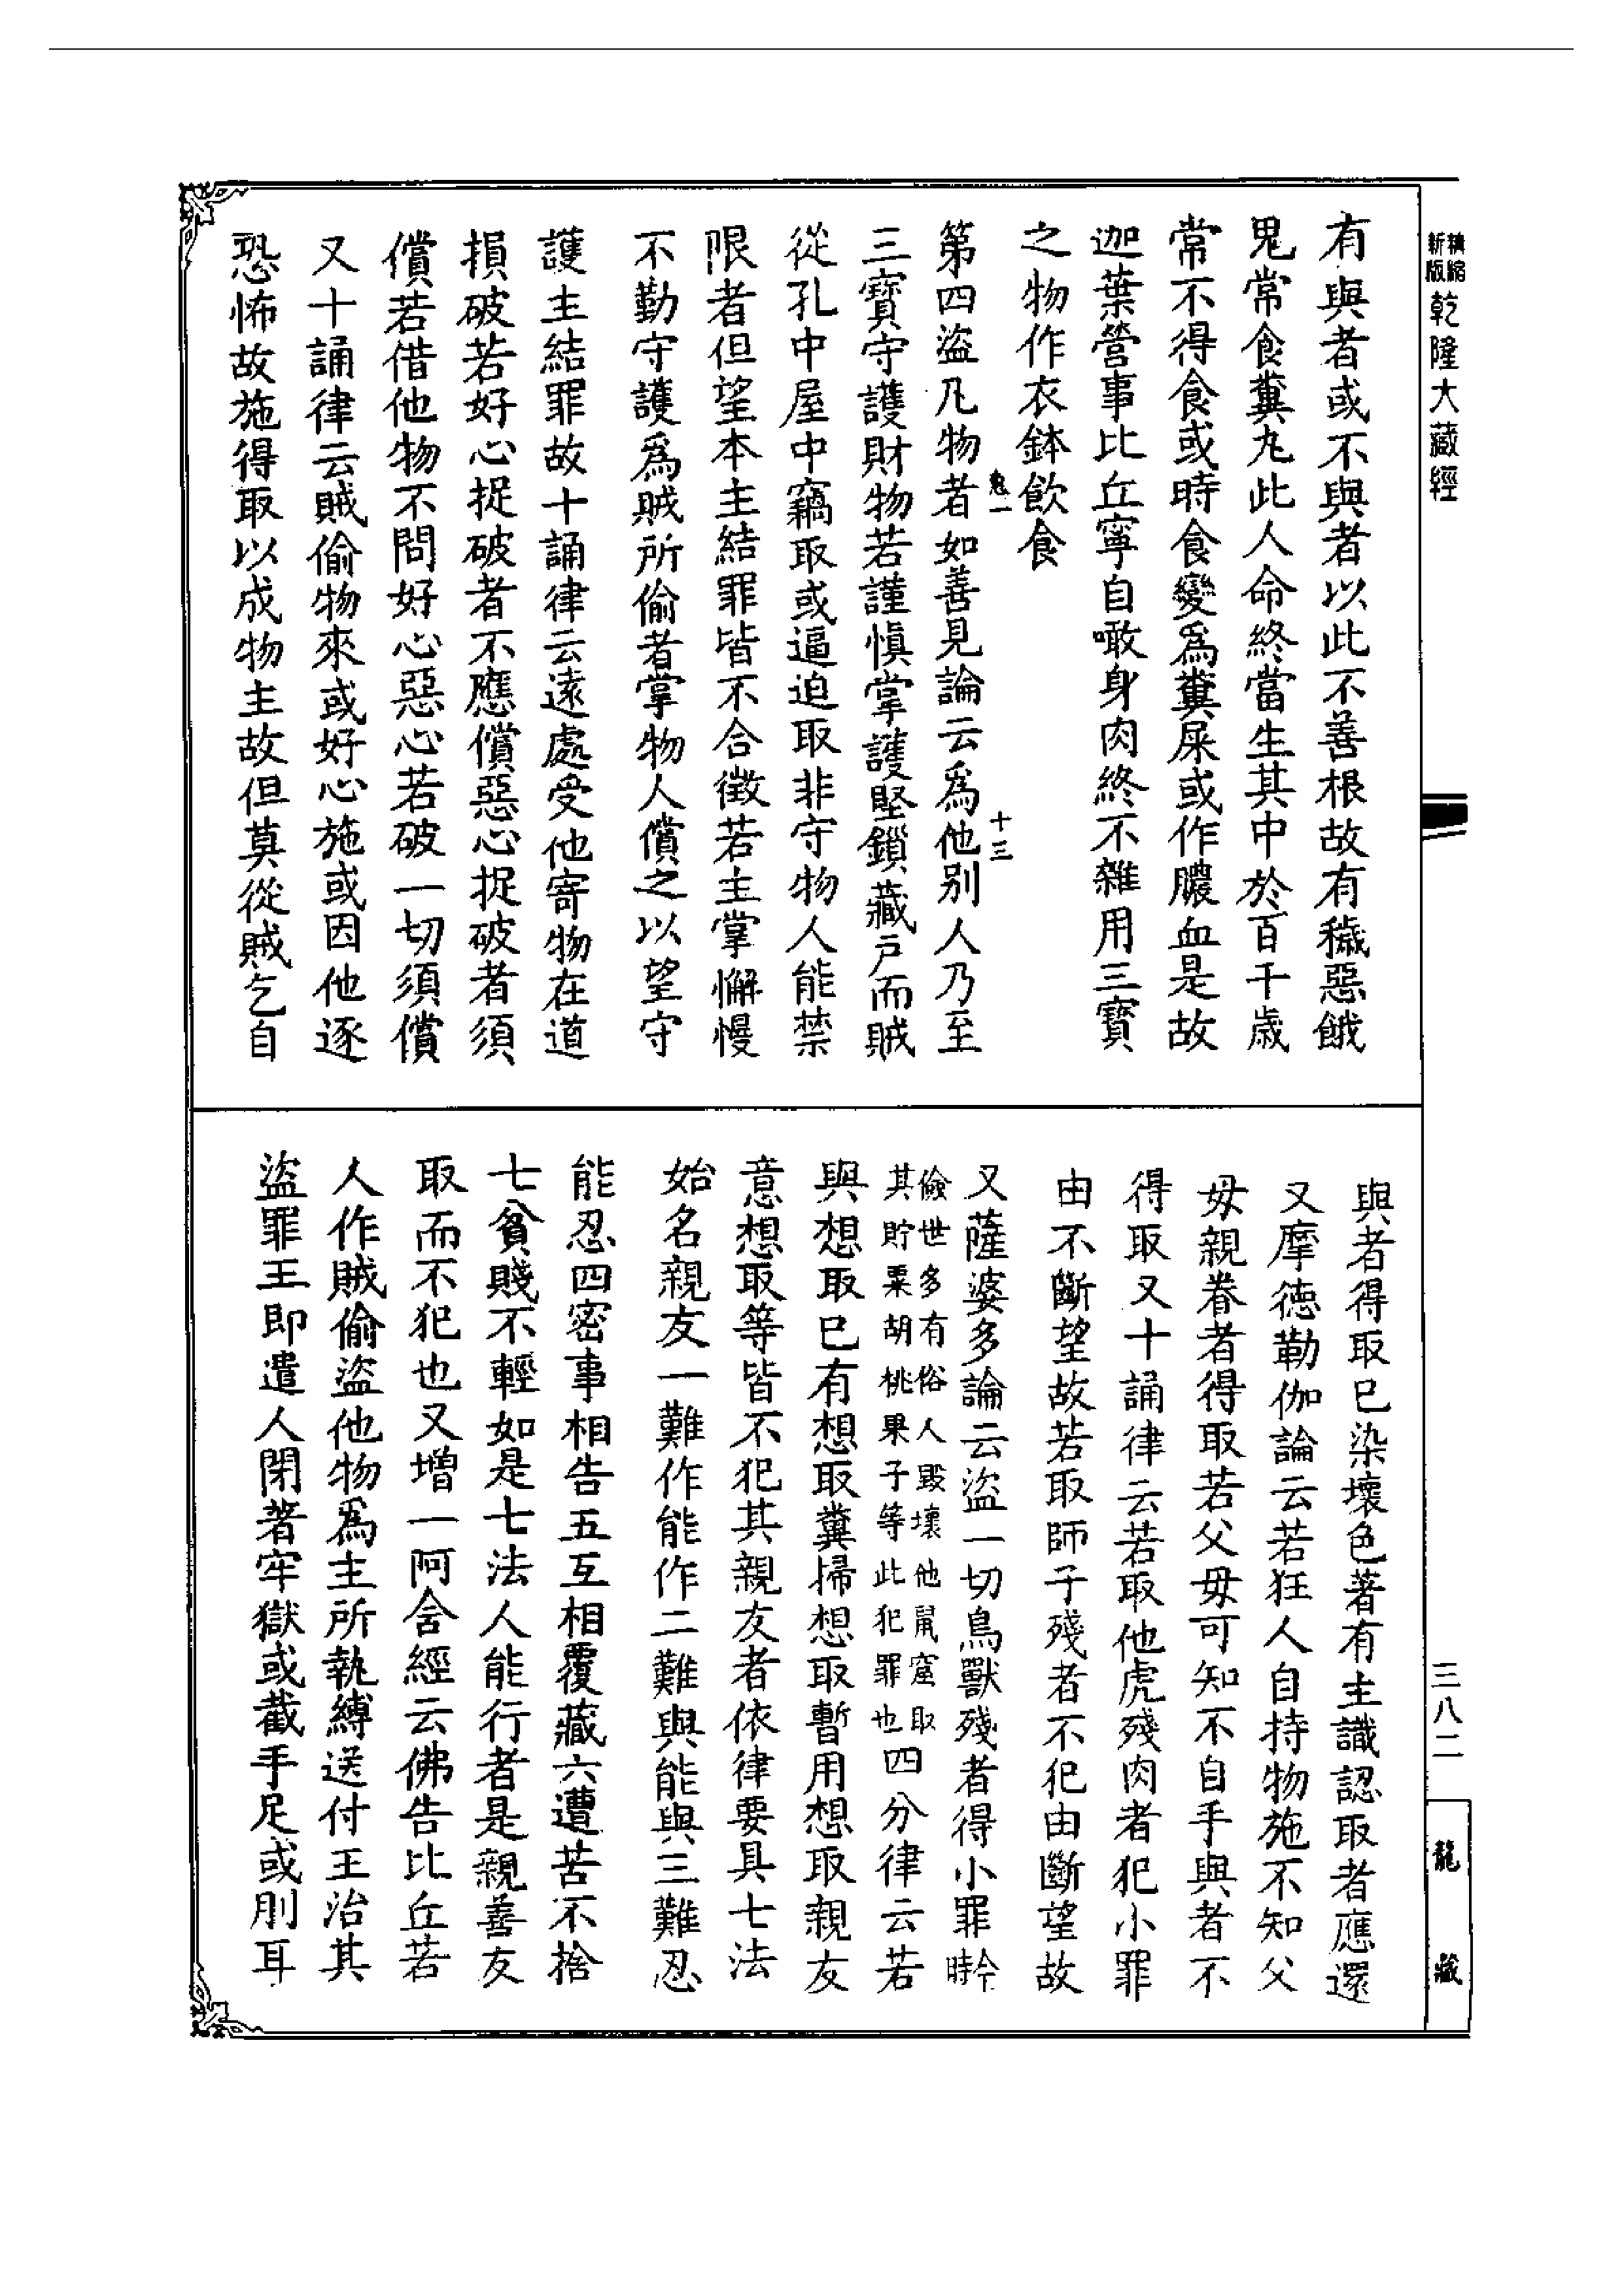 精縮新版乾隆大藏經
有與者或不與者以此不善根故有穢惡餓
鬼常食糞丸此人命終當生其中於百千歲
常不得食或時食變為糞屎或作膿血是故
迦葉營事比丘寧自噉身肉終不雜用三寶
之物作衣鉢飲食
十三
第四盜凡物者如善見論云為他別人乃至
三寶守護財物若謹慎掌護堅鎖藏戶而賊
從孔中屋中竊取或逼迫取非守物人能禁
限者但望本主結罪皆不合徵若主掌懈慢
不勤守護為賊所偷者掌物人償之以望守
護主結罪故十誦律云遠處受他寄物在道
損破若好心捉破者不應償惡心捉破者須
償若借他物不問好心惡心若破一切須償
又十誦律云賊偷物來或好心施或因他逐
恐怖故施得取以成物主故但莫從賊乞自
與者得取已染壞色著有主識認取者應還
又摩德勒伽論云若狂人自持物施不知父
母親眷者得取若父母可知不自手與者不
得取又十誦律云若取他虎殘肉者犯小罪
由不斷望故若取師子殘者不犯由斷望故
又薩婆多論云盜一切鳥獸殘者得小罪今時
儉世多有俗人毀壞他鼠窟取
其貯粟胡桃果子等此犯罪也四分律云若
與想取已有想取糞掃想取暫用想取親友
意想取等皆不犯其親友者依律要具七法
始名親友一難作能作二難與能與三難忍
能忍四密事相告五互相覆藏六遭苦不捨
七貧賤不輕如是七法人能行者是親善友
取而不犯也又增一阿含經云佛告比丘若
人作賊偷盜他物為主所執縛送付王治其
盜罪王即遣人閉著牢獄或截手足或刖耳
三八二
龍藏